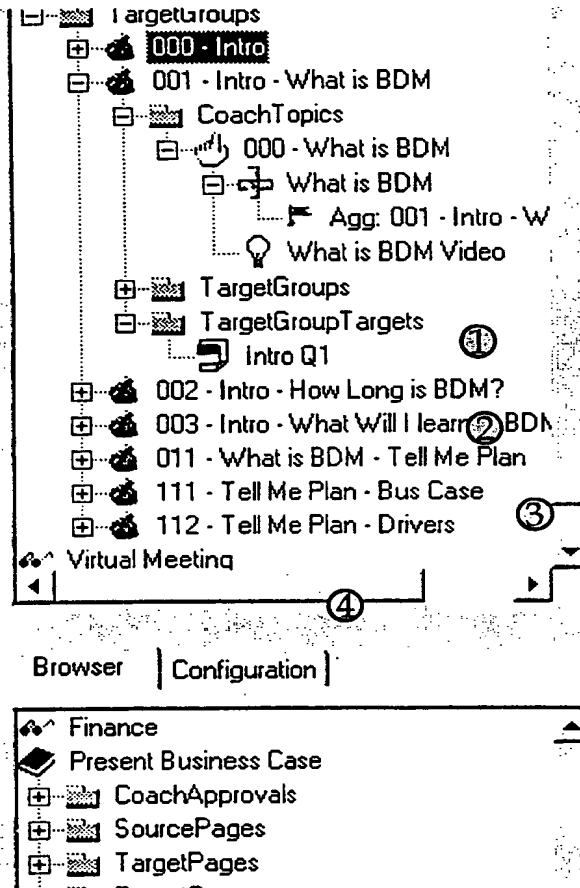 TargetGroups
000 - Intro
001 - Intro - What is BDM
CoachTopics
000 - What is BDM
What is BDM
Agg: 001 - Intro - W
What is BDM Video
TargetGroups
TargetGroupTargets
①
Intro Q1
002 - Intro - How Long is BDM?
003 - Intro - What Will I learn ② BDM
011 - What is BDM - Tell Me Plan
111 - Tell Me Plan - Bus Case
112 - Tell Me Plan - Drivers ③
Virtual Meeting
④
Browser Configuration
Finance
Present Business Case
CoachApprovals
SourcePages
TargetPages